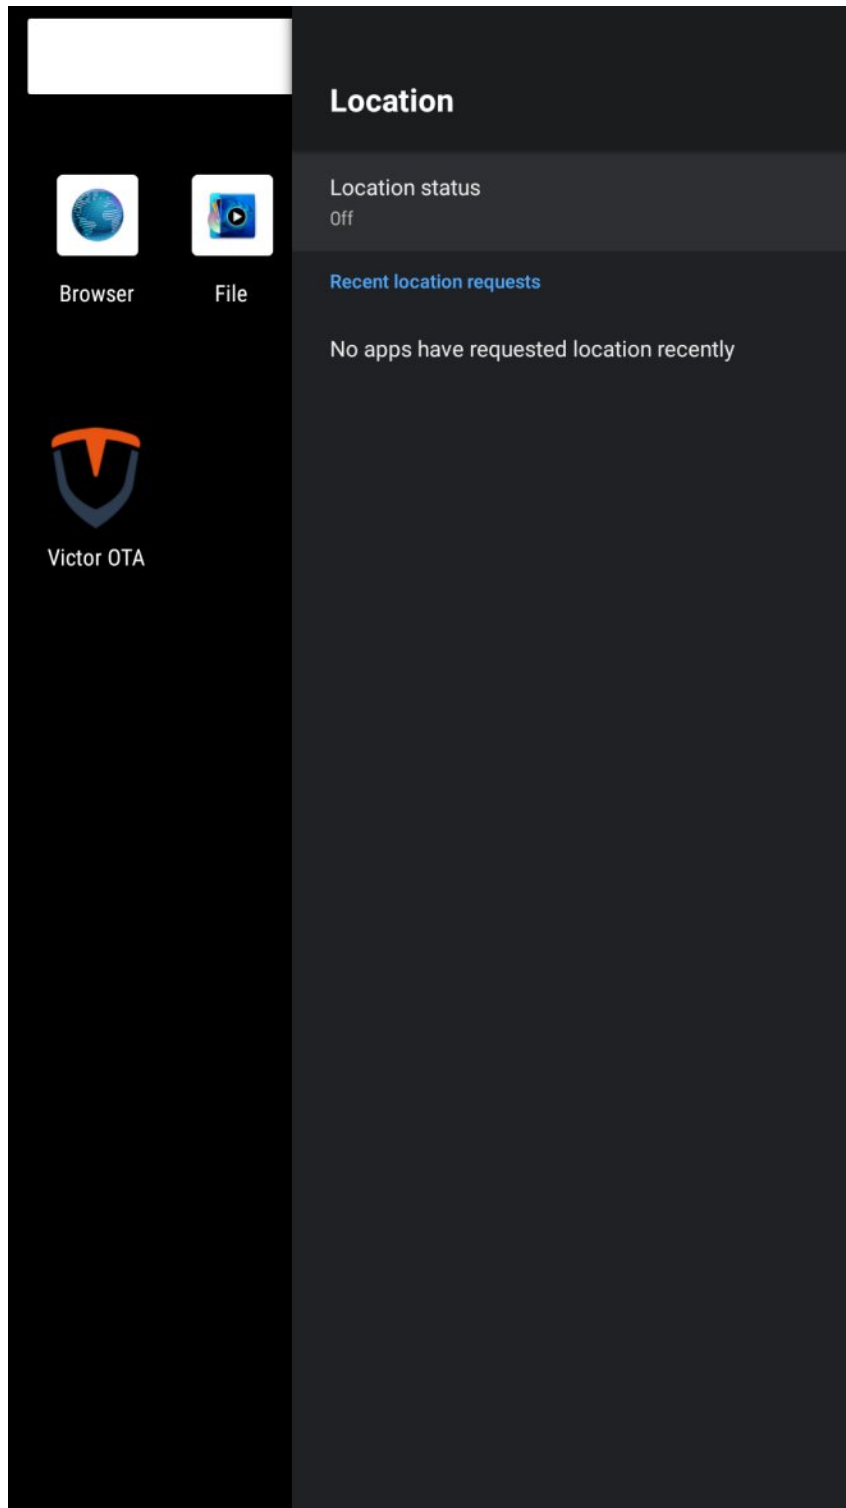 Location
Location status
Off
Recent location requests
No apps have requested location recently
Browser
File
Victor OTA